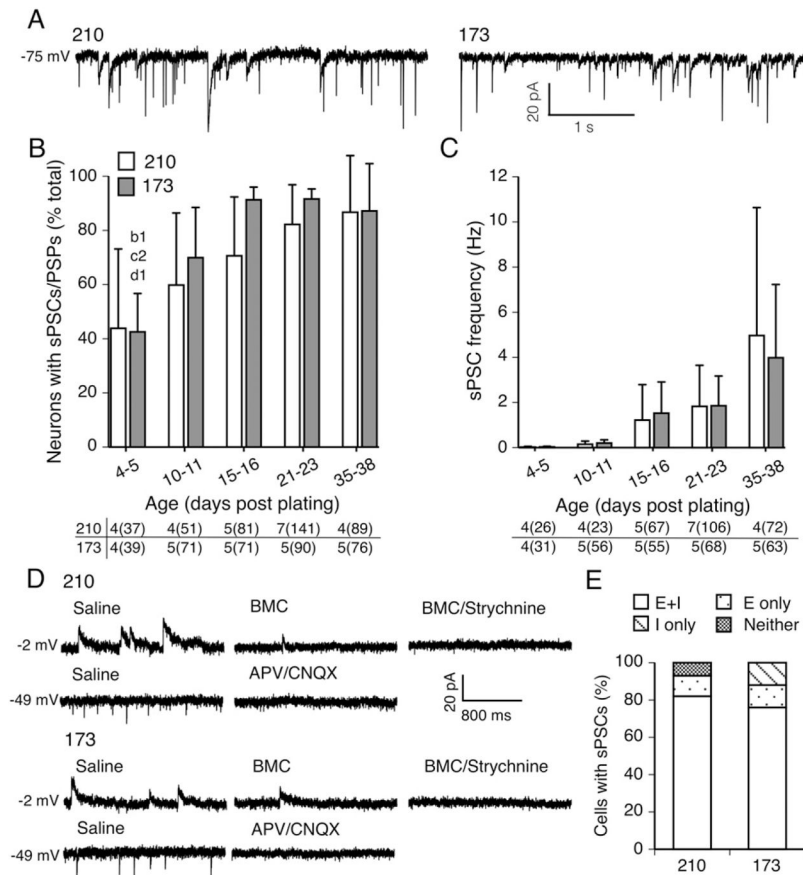 A
210
173
-75 mV
20 pA
1 s
B
210
173
Neurons with sPSCs/PSPs (% total)
100
80
60
40
20
0
b1
c2
d1
4-5
10-11
15-16
21-23
35-38
Age (days post plating)
210 4(37) 4(51) 5(81) 7(141) 4(89)
173 4(39) 5(71) 5(71) 5(90) 5(76)
C
sPSC frequency (Hz)
12
10
8
6
4
2
0
4-5
10-11
15-16
21-23
35-38
Age (days post plating)
4(26) 4(23) 5(67) 7(106) 4(72)
4(31) 5(56) 5(55) 5(68) 5(63)
D
210
Saline BMC BMC/Strychnine
-2 mV
Saline APV/CNQX
-49 mV
20 pA
800 ms
173
Saline BMC BMC/Strychnine
-2 mV
Saline APV/CNQX
-49 mV
E
E+I E only
I only Neither
Cells with sPSCs (%)
100
80
60
40
20
0
210 173